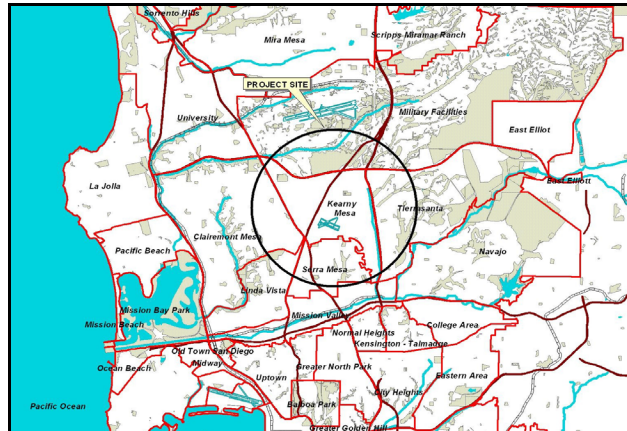 Sorrento Hills
Mira Mesa
Scripps Miramar Ranch
PROJECT SITE
University
Military Facilities
East Elliot
East Elliott
La Jolla
Kearny
Mesa
Tierrasanta
Clairemont Mesa
Pacific Beach
Navajo
Serra Mesa
Linda Vista
Mission Bay Park
Mission Valley
Mission Beach
Normal Heights
College Area
Kensington - Talmadge
Old Town San Diego
Midway
Ocean Beach
Greater North Park
Uptown
Eastern Area
City Heights
Pacific Ocean
Balboa Park
Greater Golden Hill